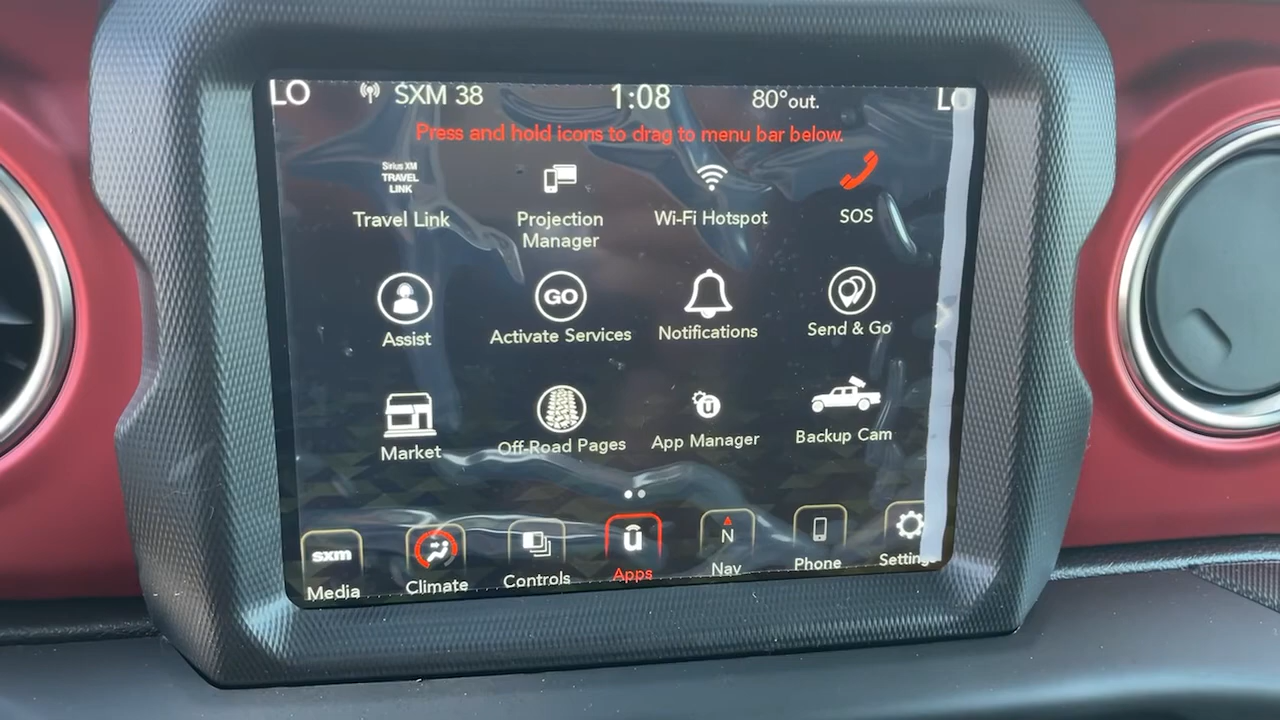 LO SXM 38 1:08 80°out. LO
Press and hold icons to drag to menu bar below.
Sirius XM
TRAVEL
LINK
Travel Link
Projection
Manager
Wi-Fi Hotspot
SOS
Assist
GO
Activate Services
Notifications
Send & Go
Market
Off-Road Pages
û
App Manager
Backup Cam
sxm
Media
Climate
Controls
û
Apps
N
Nav
Phone
Settings